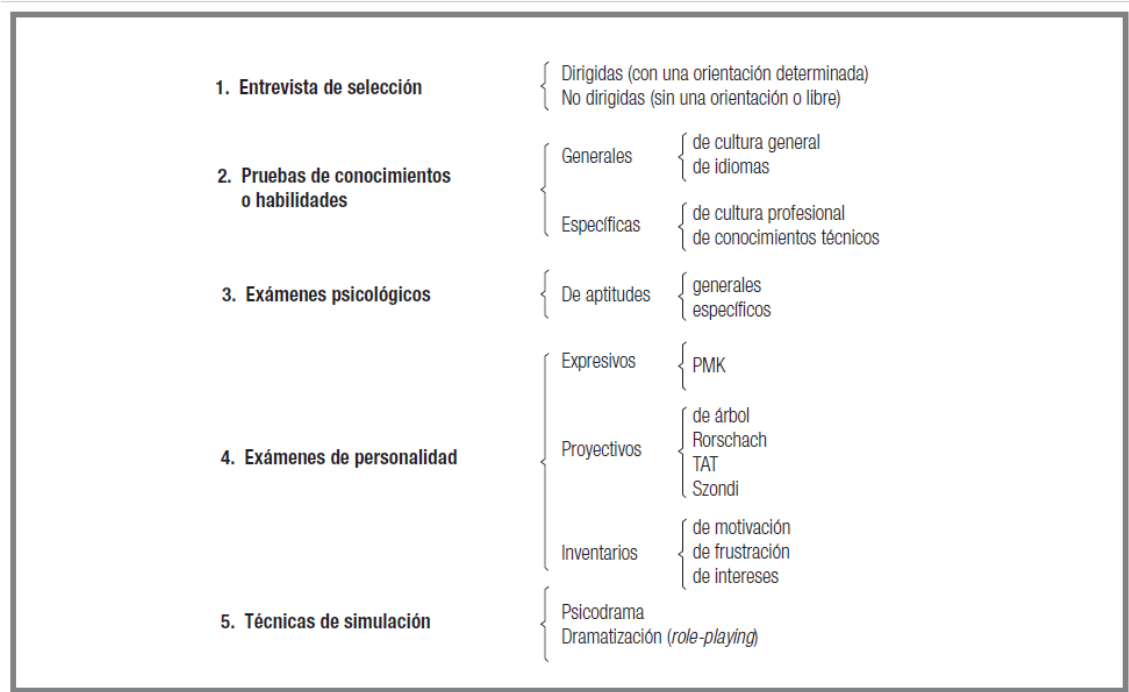 1. Entrevista de selección
Dirigidas (con una orientación determinada)
No dirigidas (sin una orientación o libre)
2. Pruebas de conocimientos
o habilidades
Generales
de cultura general
de idiomas
Específicas
de cultura profesional
de conocimientos técnicos
3. Exámenes psicológicos
De aptitudes
generales
específicos
4. Exámenes de personalidad
Expresivos
PMK
Proyectivos
de árbol
Rorschach
TAT
Szondi
Inventarios
de motivación
de frustración
de intereses
5. Técnicas de simulación
Psicodrama
Dramatización (role-playing)